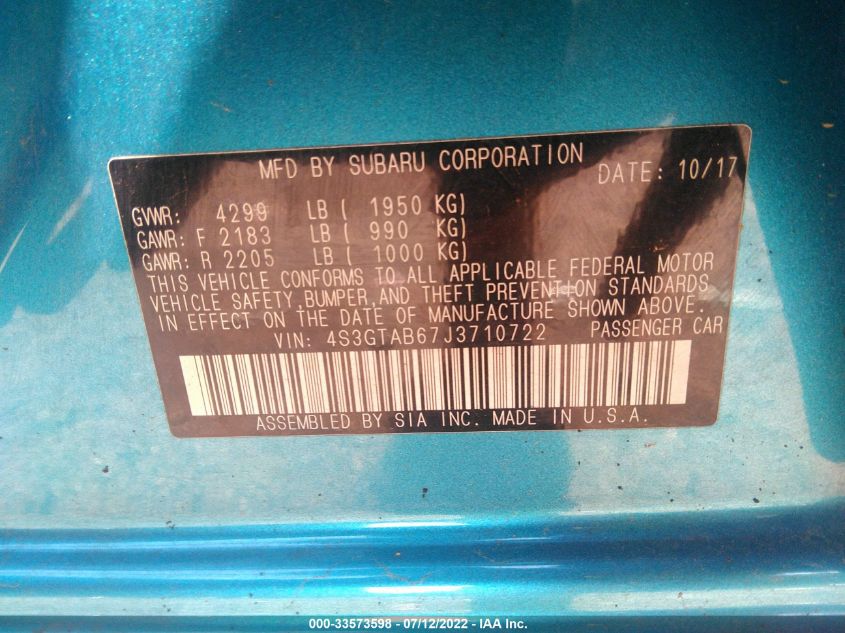 MFD BY SUBARU CORPORATION DATE: 10/17
GVWR: 4299 LB ( 1950 KG)
GAWR: F 2183 LB ( 990 KG)
GAWR: R 2205 LB ( 1000 KG)
THIS VEHICLE CONFORMS TO ALL APPLICABLE FEDERAL MOTOR
VEHICLE SAFETY,BUMPER,AND THEFT PREVENTION STANDARDS
IN EFFECT ON THE DATE OF MANUFACTURE SHOWN ABOVE.
VIN: 4S3GTAB67J3710722 PASSENGER CAR
ASSEMBLED BY SIA INC. MADE IN U.S.A.
000-33573598 - 07/12/2022 - IAA Inc.